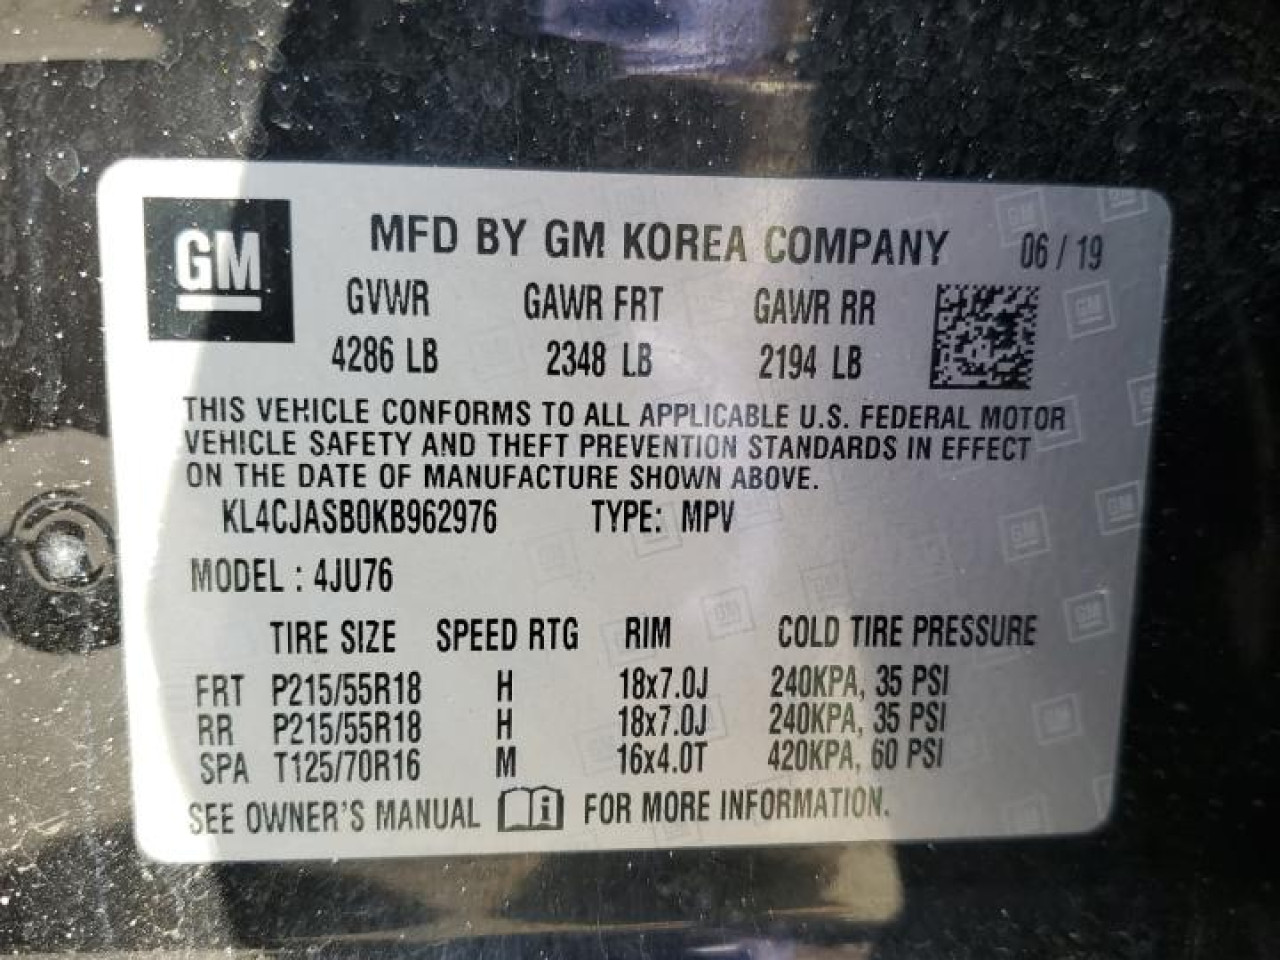 GM
MFD BY GM KOREA COMPANY 06 / 19
GVWR GAWR FRT GAWR RR
4286 LB 2348 LB 2194 LB
THIS VEHICLE CONFORMS TO ALL APPLICABLE U.S. FEDERAL MOTOR
VEHICLE SAFETY AND THEFT PREVENTION STANDARDS IN EFFECT
ON THE DATE OF MANUFACTURE SHOWN ABOVE.
KL4CJASB0KB962976 TYPE: MPV
MODEL : 4JU76
TIRE SIZE SPEED RTG RIM COLD TIRE PRESSURE
FRT P215/55R18 H 18x7.0J 240KPA, 35 PSI
RR P215/55R18 H 18x7.0J 240KPA, 35 PSI
SPA T125/70R16 M 16x4.0T 420KPA, 60 PSI
SEE OWNER'S MANUAL i FOR MORE INFORMATION.